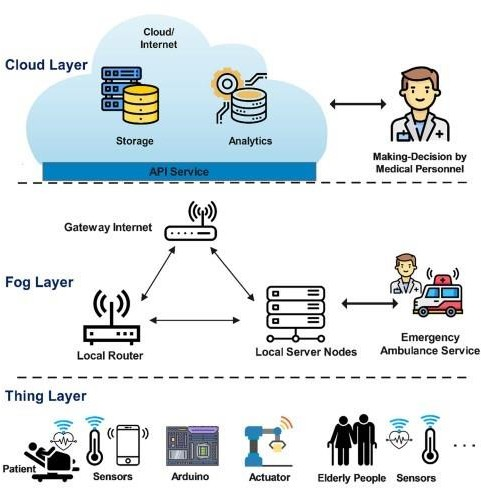 Cloud/
Internet
Cloud Layer
Storage
Analytics
Making-Decision by
Medical Personnel
API Service
Gateway Internet
Fog Layer
Local Router
Local Server Nodes
Emergency
Ambulance Service
Thing Layer
Patient
Sensors
Arduino
Actuator
Elderly People
Sensors
...